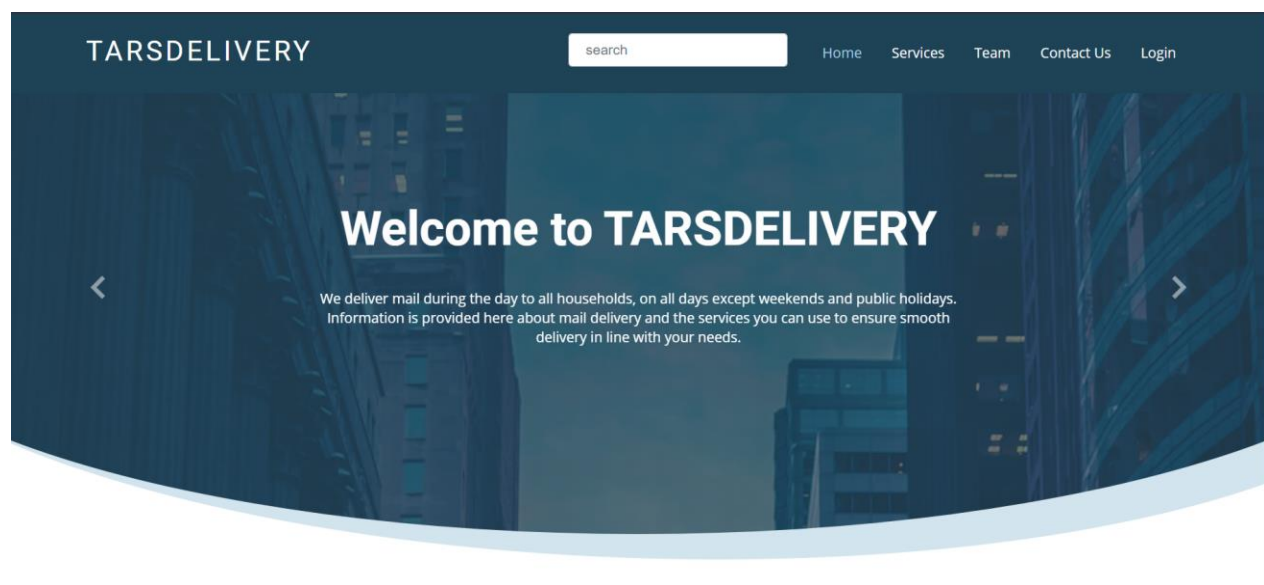 TARSDELIVERY
search
Home
Services
Team
Contact Us
Login
Welcome to TARSDELIVERY
We deliver mail during the day to all households, on all days except weekends and public holidays.
Information is provided here about mail delivery and the services you can use to ensure smooth
delivery in line with your needs.